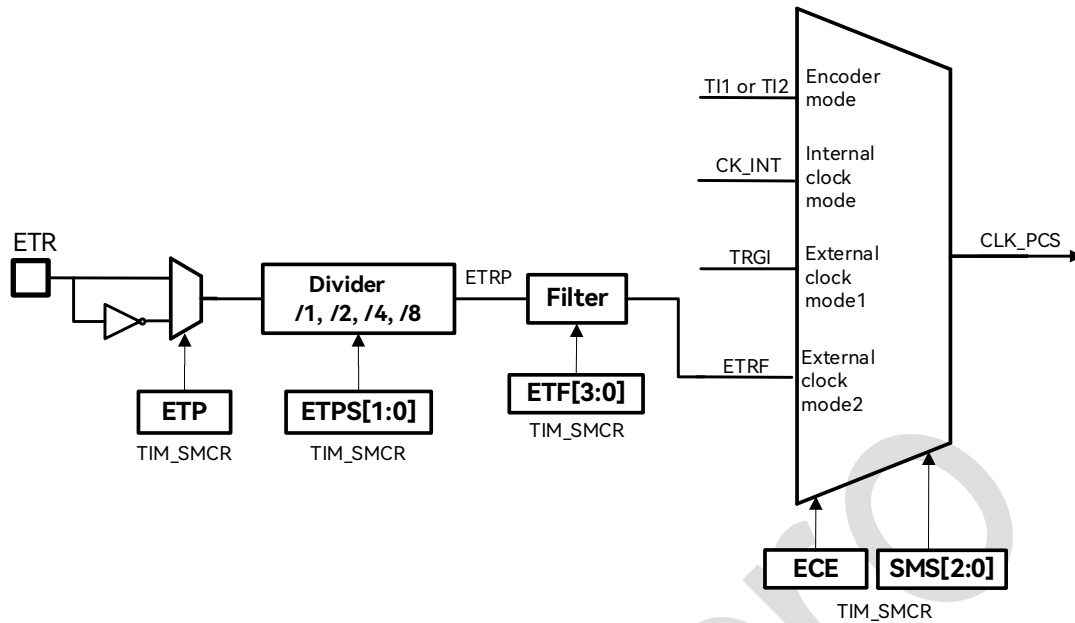 TI1 or TI2
Encoder
mode
CK_INT
Internal
clock
mode
ETR
TRGI
External
clock
mode1
CLK_PCS
Divider
/1, /2, /4, /8
ETRP
Filter
ETRF
External
clock
mode2
ETP
TIM_SMCR
ETPS[1:0]
TIM_SMCR
ETF[3:0]
TIM_SMCR
ECE
SMS[2:0]
TIM_SMCR